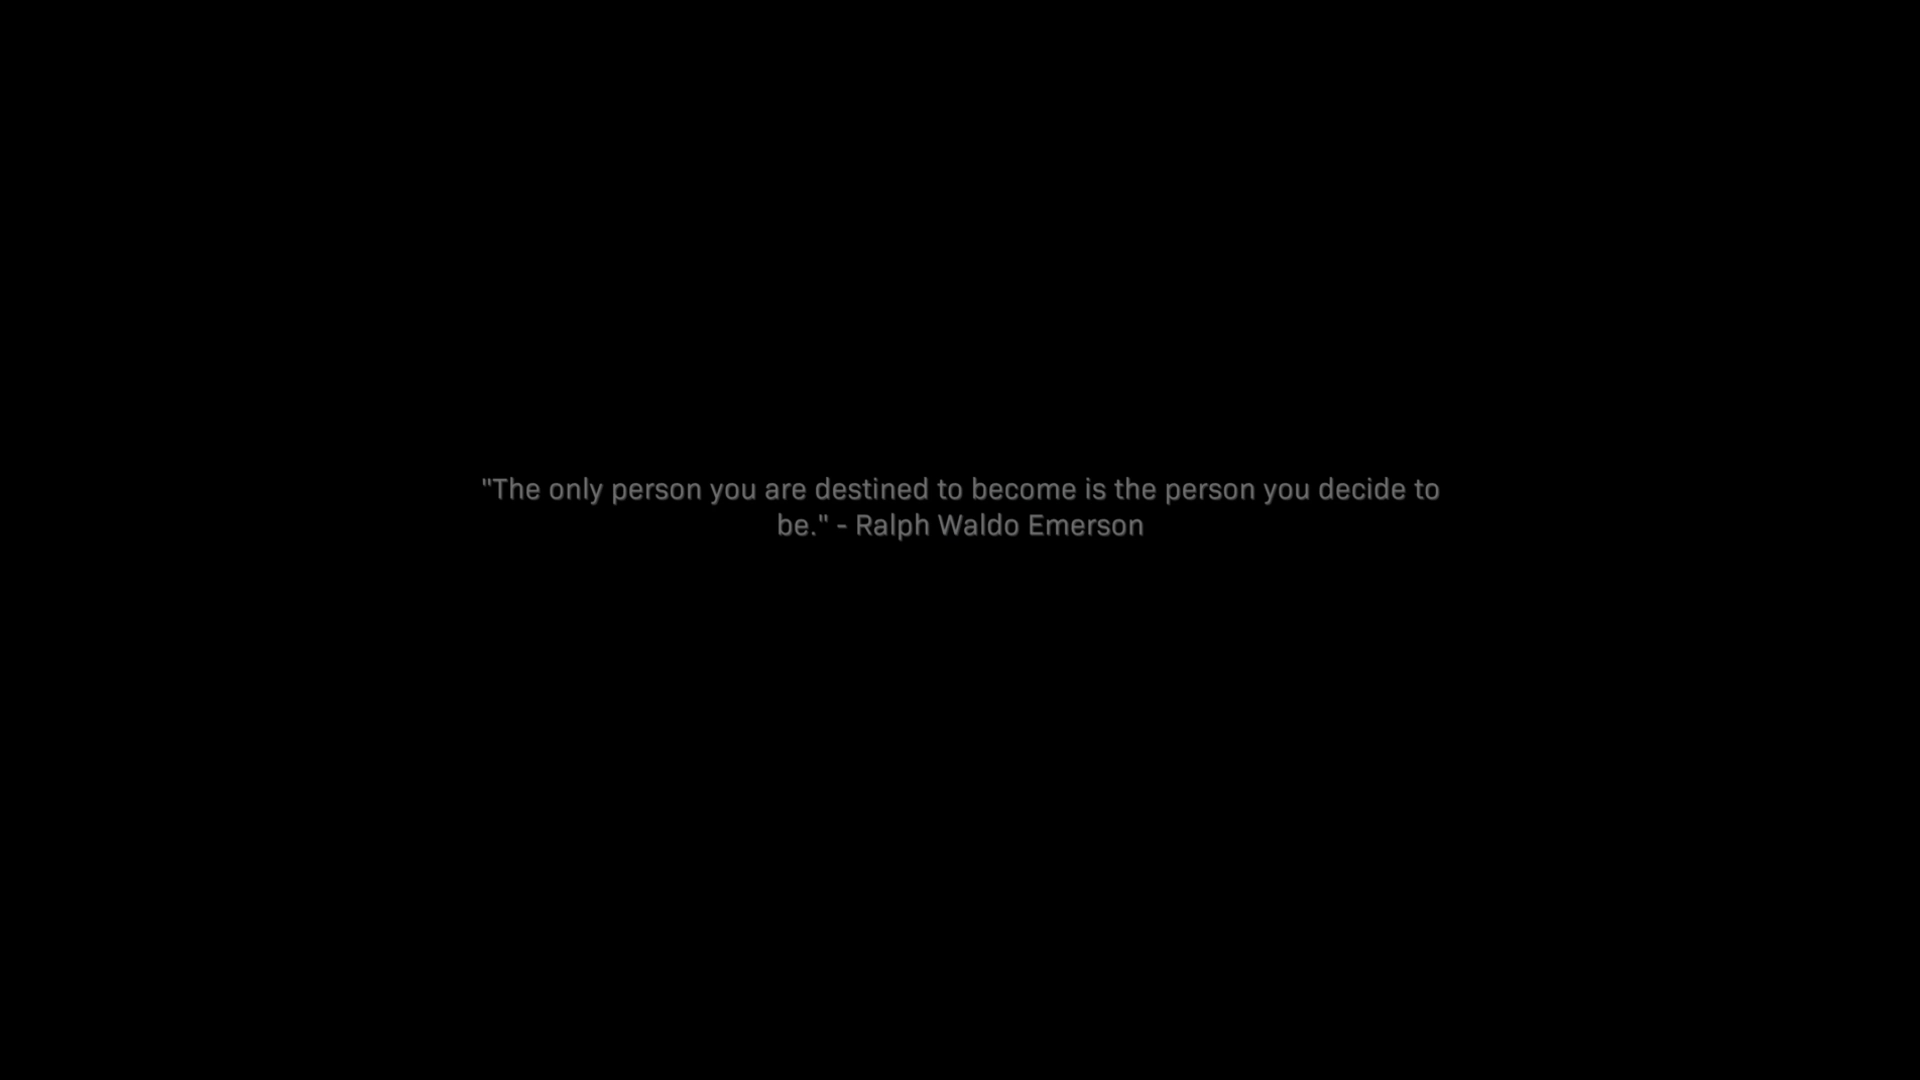 "The only person you are destined to become is the person you decide to
be." - Ralph Waldo Emerson